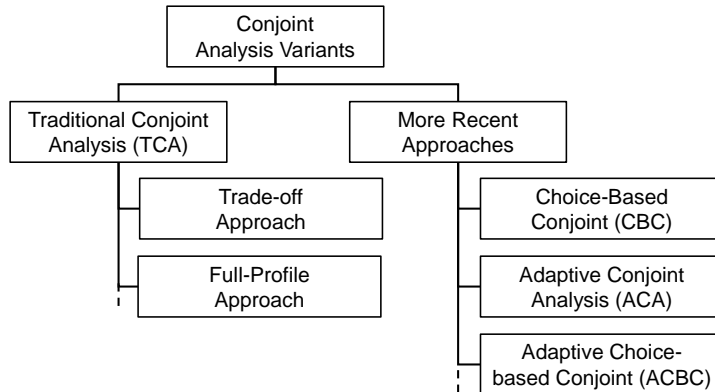 Conjoint
Analysis Variants
Traditional Conjoint
Analysis (TCA)
More Recent
Approaches
Trade-off
Approach
Full-Profile
Approach
Choice-Based
Conjoint (CBC)
Adaptive Conjoint
Analysis (ACA)
Adaptive Choice-
based Conjoint (ACBC)